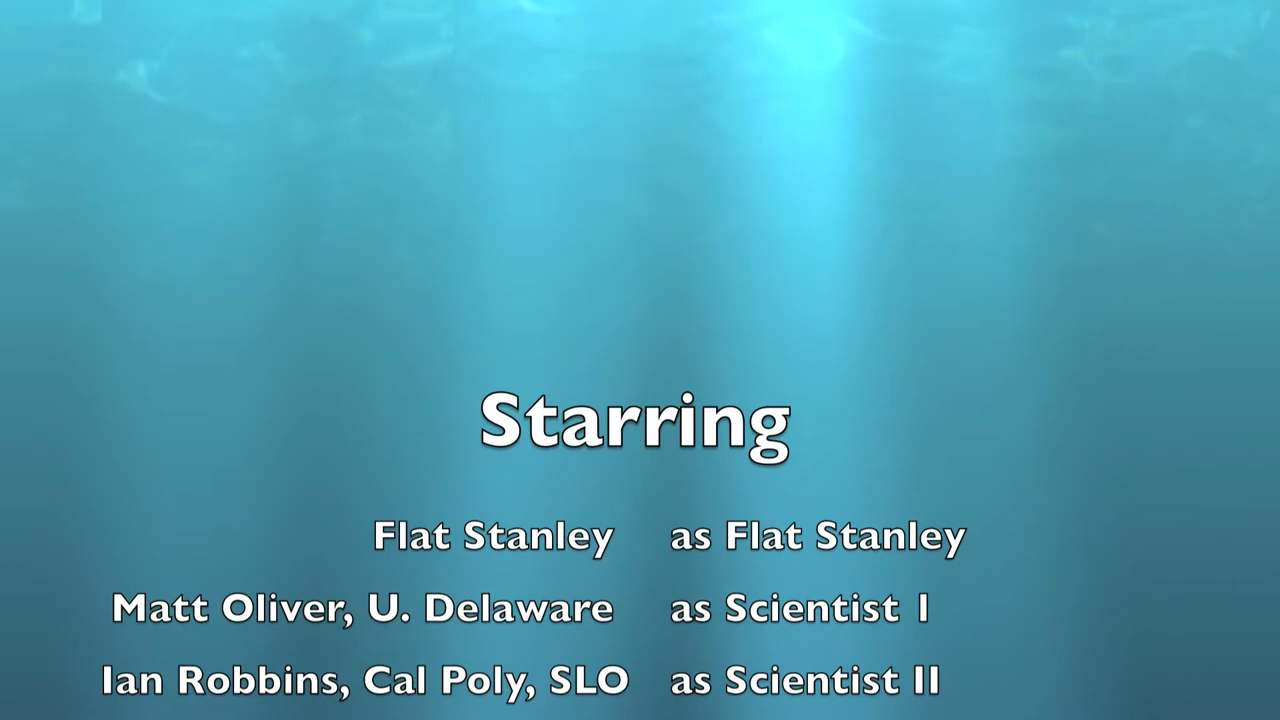 Starring
Flat Stanley as Flat Stanley
Matt Oliver, U. Delaware as Scientist I
Ian Robbins, Cal Poly, SLO as Scientist II